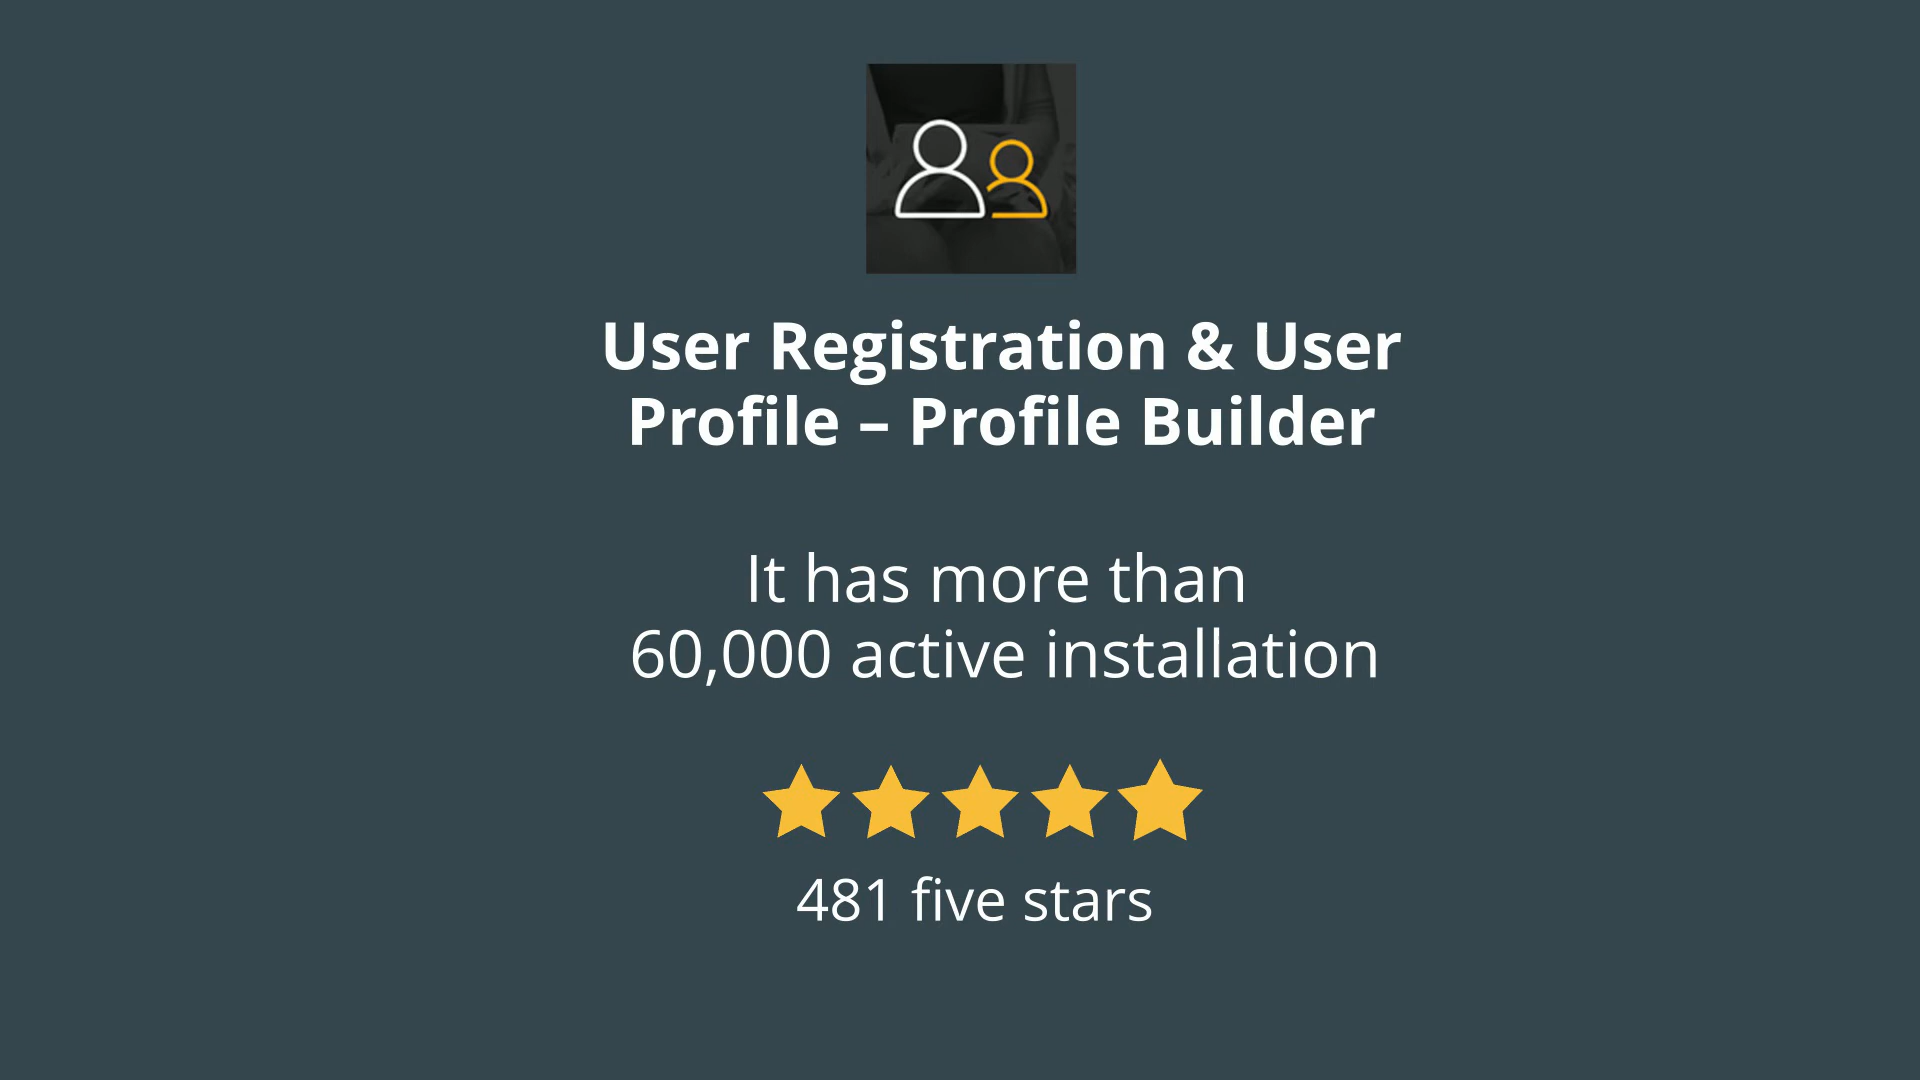 User Registration & User
Profile – Profile Builder
It has more than
60,000 active installation
481 five stars